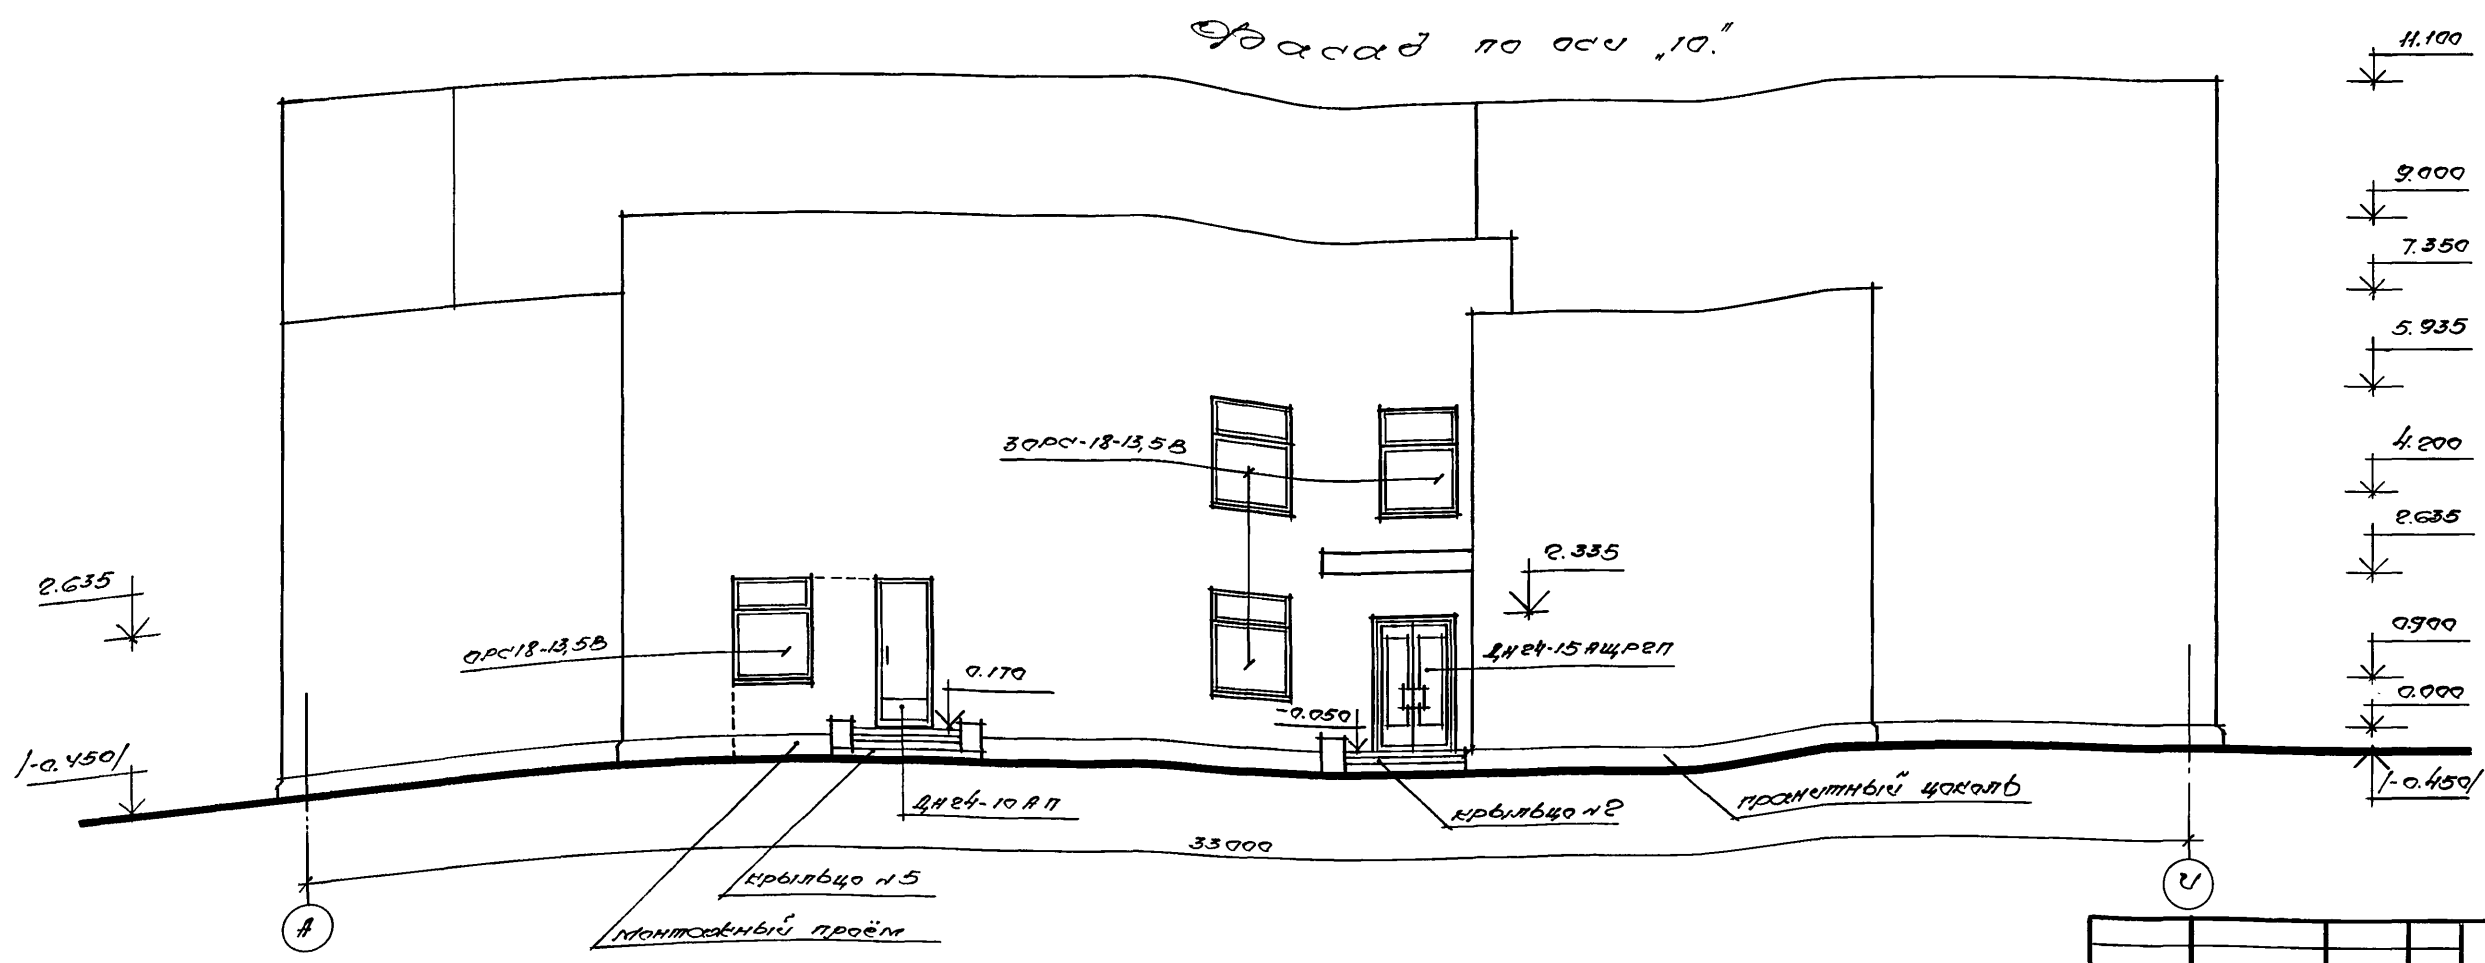 Фасад по оси „10.”
11.100
9.000
7.350
5.935
4.200
2.635
0.900
0.000
/-0.450/
2.635
/-0.450/
ОРС18-13,5В
3ОРС-18-13,5В
2.335
0.170
-0.050
ДН24-15АЩР2П
ДН24-10АП
крыльцо №2
гранитный цоколь
33000
крыльцо №5
монтажный проём
А
И